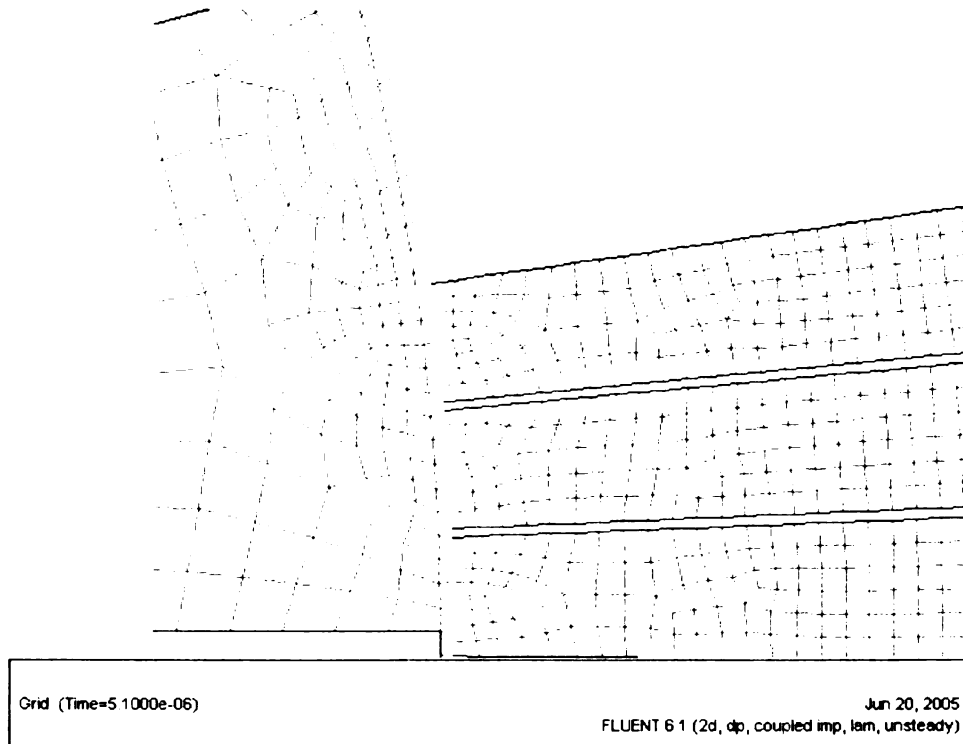 Grid (Time=5.1000e-06)
Jun 20, 2005
FLUENT 6.1 (2d, dp, coupled imp, lam, unsteady)